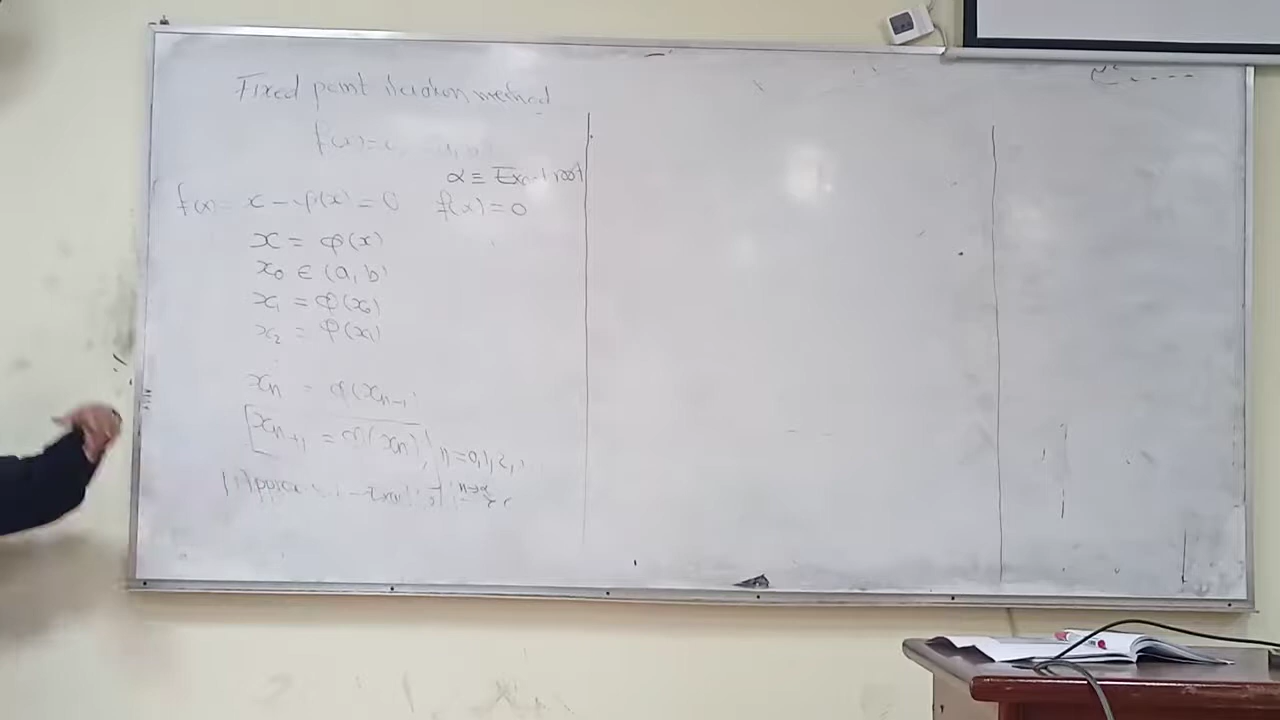 Fixed point iteration method
f(x)=
α ≡ Exact root
f(x) = x - φ(x) = 0 f(x) = 0
x = φ(x)
x₀ ∈ (a, b)
x₁ = φ(x₀)
x₂ = φ(x₁)
xₙ = φ(xₙ₋₁
xₙ₊₁ = φ(xₙ), n = 0,1,2,